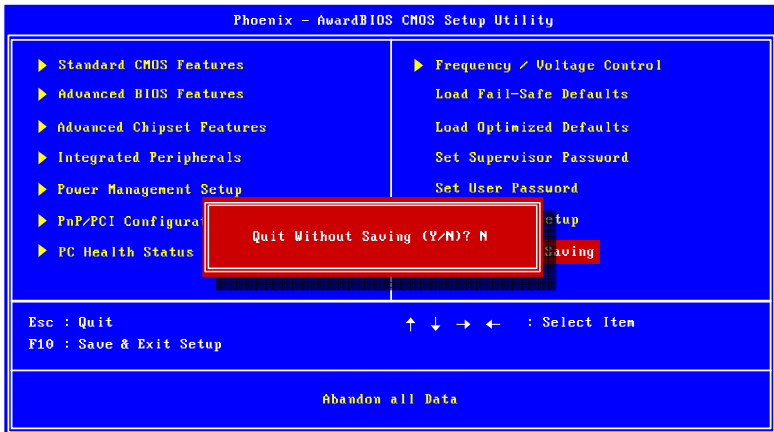 Phoenix - AwardBIOS CMOS Setup Utility
Standard CMOS Features
Advanced BIOS Features
Advanced Chipset Features
Integrated Peripherals
Power Management Setup
PnP/PCI
PC Health Status
Frequency / Voltage Control
Load Fail-Safe Defaults
Load Optimized Defaults
Set Supervisor Password
Set User Password
Saving
Quit Without Saving (Y/N)? N
Esc : Quit
F10 : Save & Exit Setup
↑ ↓ → ← : Select Item
Abandon all Data